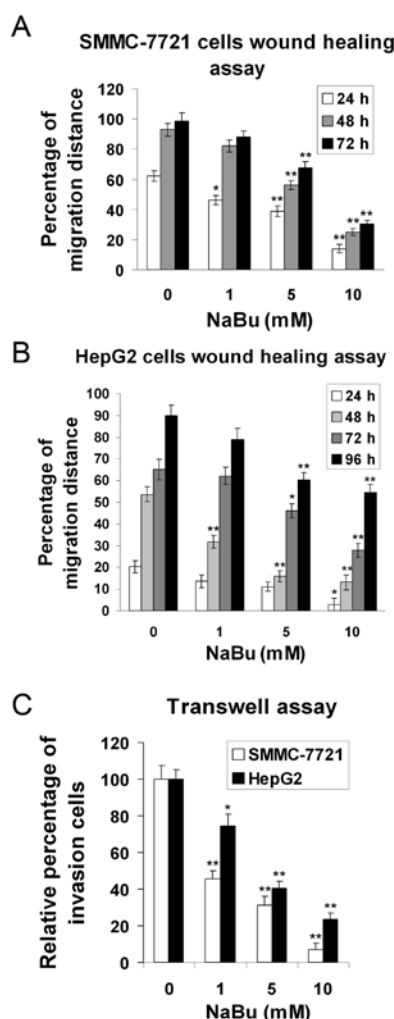 A
SMMC-7721 cells wound healing
assay
Percentage of
migration distance
120
100
80
60
40
20
0
24 h
48 h
72 h
*
**
**
**
**
**
**
0 1 5 10
NaBu (mM)
B
HepG2 cells wound healing assay
Percentage of
migration distance
100
90
80
70
60
50
40
30
20
10
0
24 h
48 h
72 h
96 h
**
**
*
**
*
**
**
**
0 1 5 10
NaBu (mM)
C
Transwell assay
Relative percentage of
invasion cells
120
100
80
60
40
20
0
SMMC-7721
HepG2
**
*
**
**
**
**
0 1 5 10
NaBu (mM)